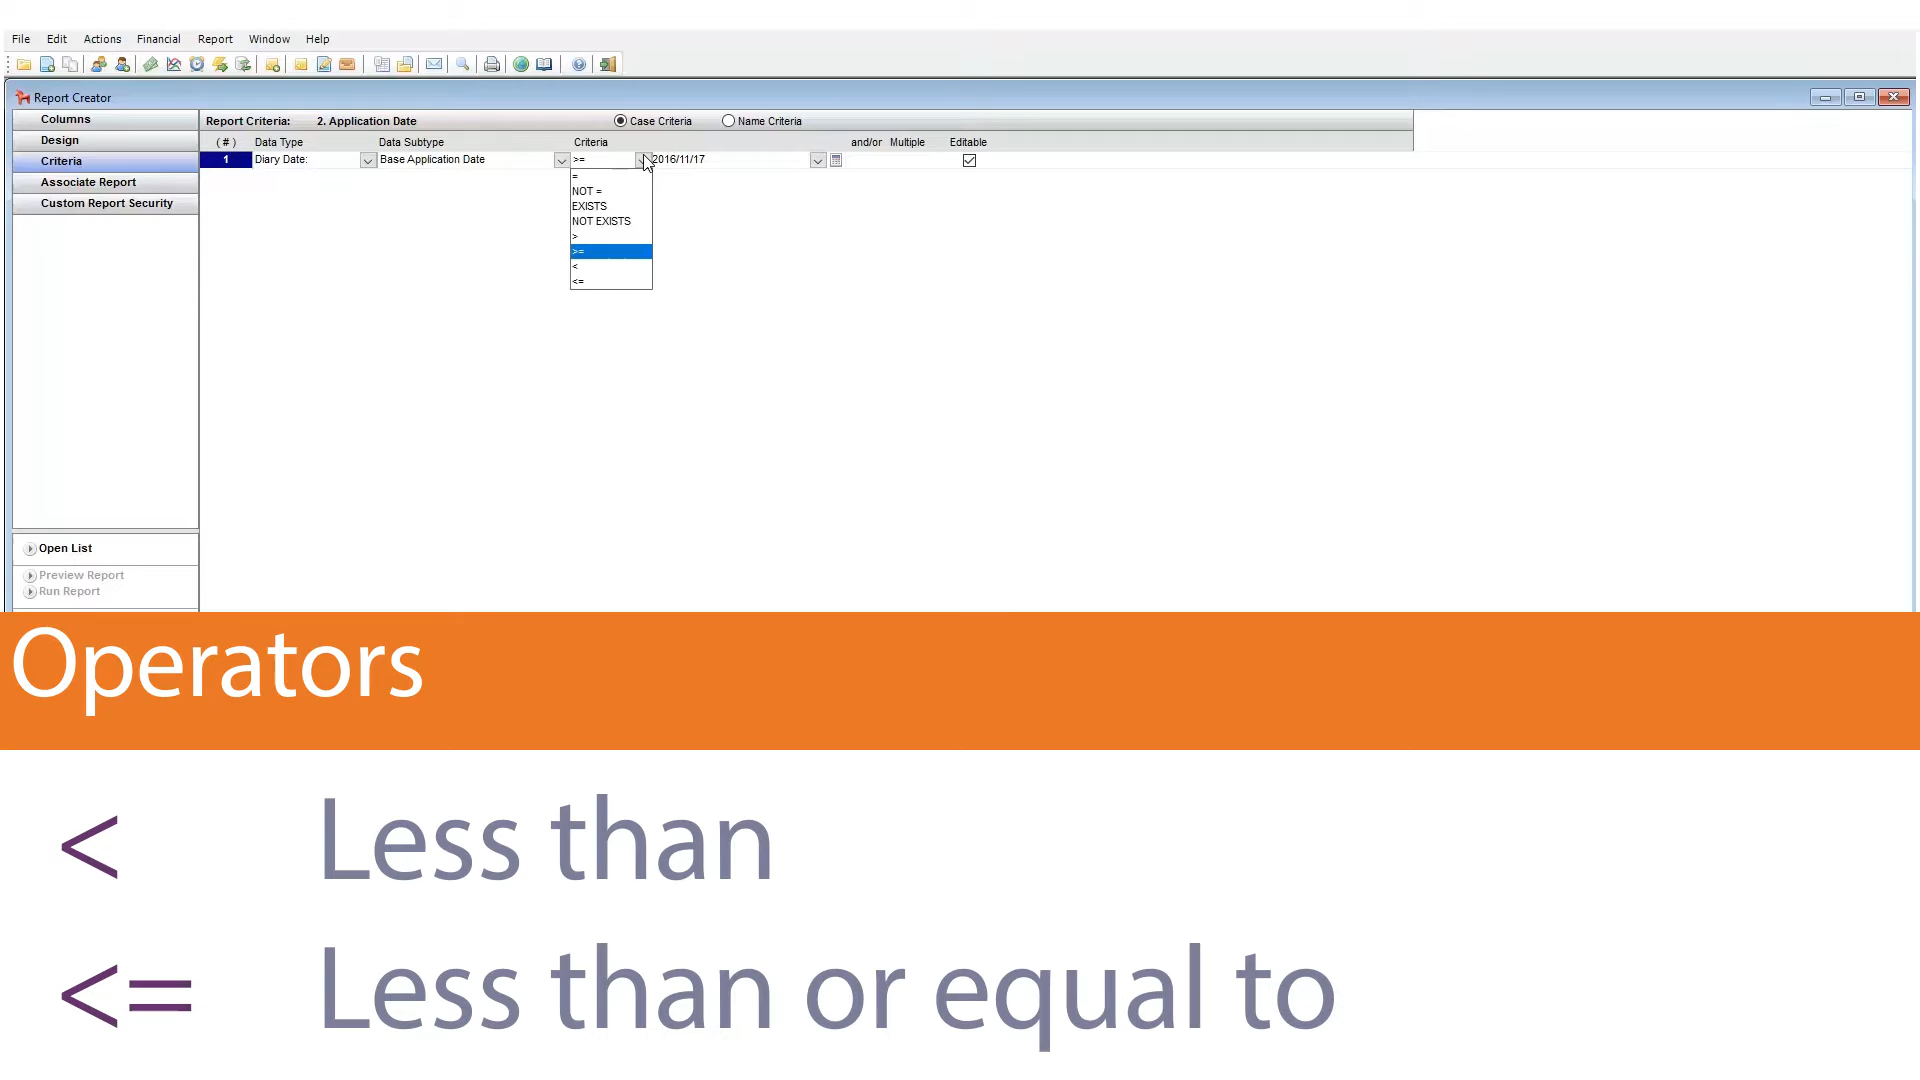 File Edit Actions Financial Report Window Help
Report Creator
Columns
Design
Criteria
Associate Report
Custom Report Security
Report Criteria: 2. Application Date Case Criteria Name Criteria
( # ) Data Type Data Subtype Criteria and/or Multiple Editable
1 Diary Date: Base Application Date >= 2016/11/17
=
NOT =
EXISTS
NOT EXISTS
>
>=
<
<=
Open List
Preview Report
Run Report
Operators
< Less than
<= Less than or equal to